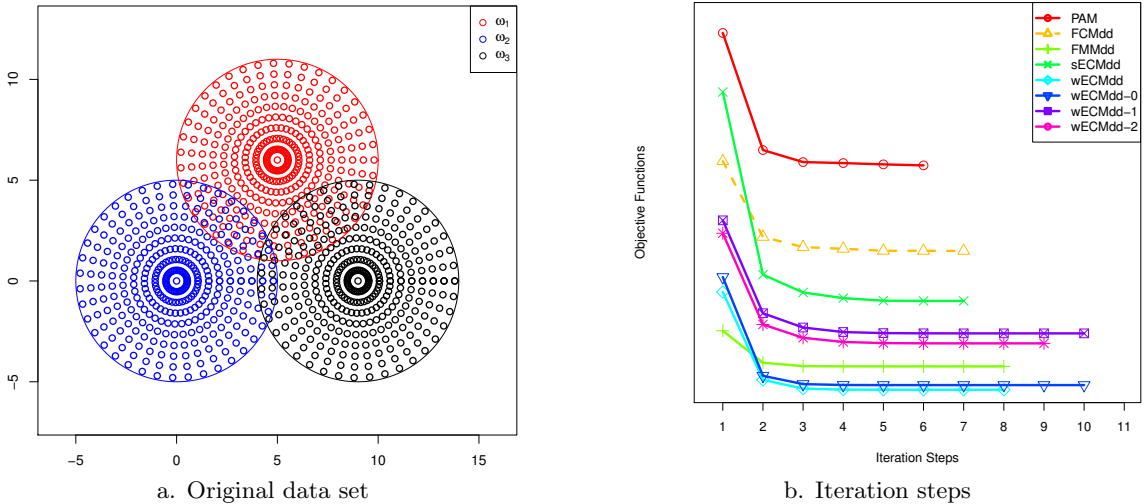 ω1
ω2
ω3
10
5
0
−5
−5 0 5 10 15
a. Original data set
PAM
FCMdd
FMMdd
sECMdd
wECMdd
wECMdd−0
wECMdd−1
wECMdd−2
Objective Functions
1 2 3 4 5 6 7 8 9 10 11
Iteration Steps
b. Iteration steps